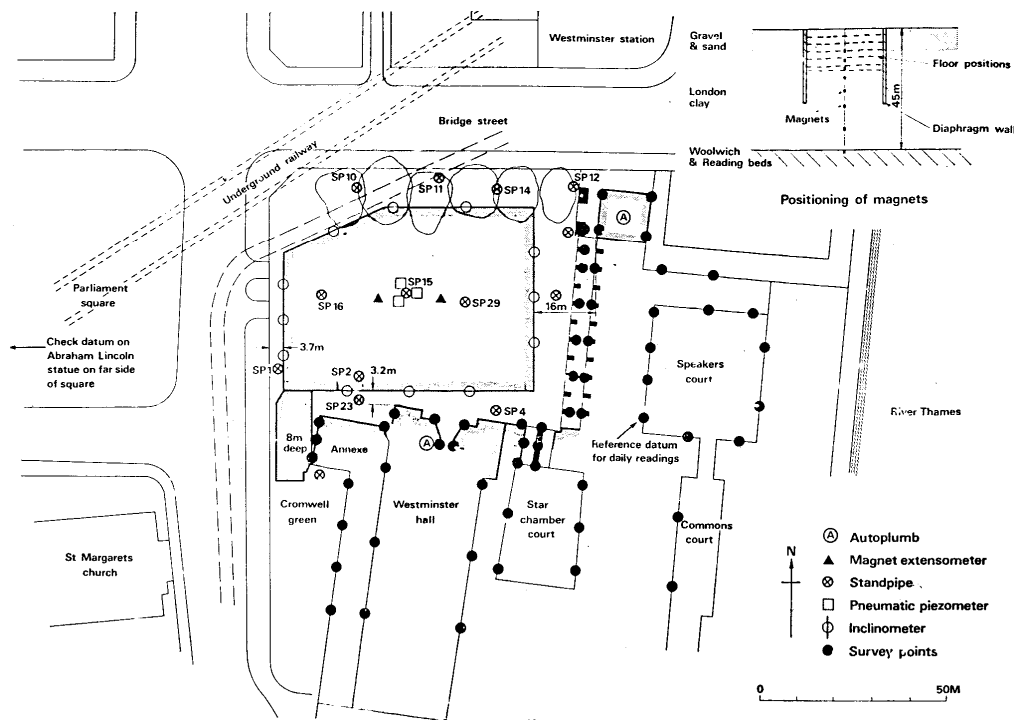 Westminster station
Gravel
& sand
Floor positions
London
clay
45m
Magnets
Diaphragm wall
Bridge street
Woolwich
& Reading beds
Underground railway
SP10
SP11
SP14
SP12
Positioning of magnets
A
Parliament
square
SP15
SP16
SP29
16m
Check datum on
Abraham Lincoln
statue on far side
of square
3.7m
SP1
SP2
3.2m
Speakers
court
SP23
SP4
River Thames
8m
deep
Annexe
A
Reference datum
for daily readings
Cromwell
green
Westminster
hall
Star
chamber
court
Commons
court
St Margarets
church
N
A Autoplumb
Magnet extensometer
Standpipe
Pneumatic piezometer
Inclinometer
Survey points
0 50M